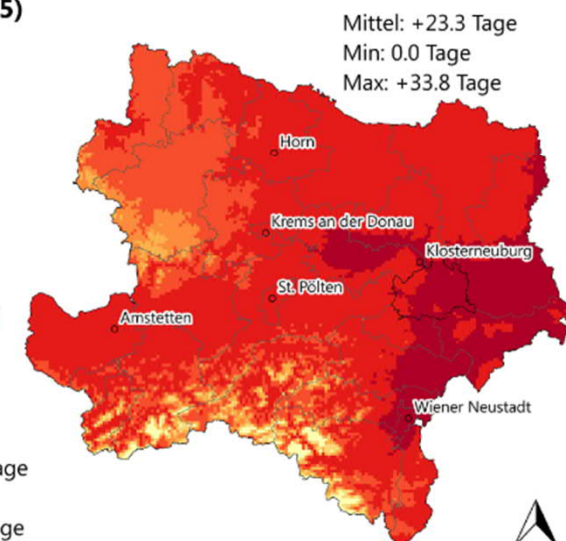 5)
Mittel: +23.3 Tage
Min: 0.0 Tage
Max: +33.8 Tage
Horn
Krems an der Donau
Klosterneuburg
St. Pölten
Amstetten
Wiener Neustadt
age
ge